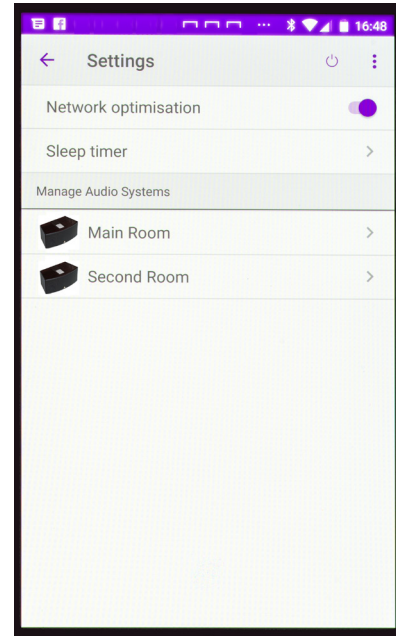 16:48
Settings
Network optimisation
Sleep timer
Manage Audio Systems
Main Room
Second Room